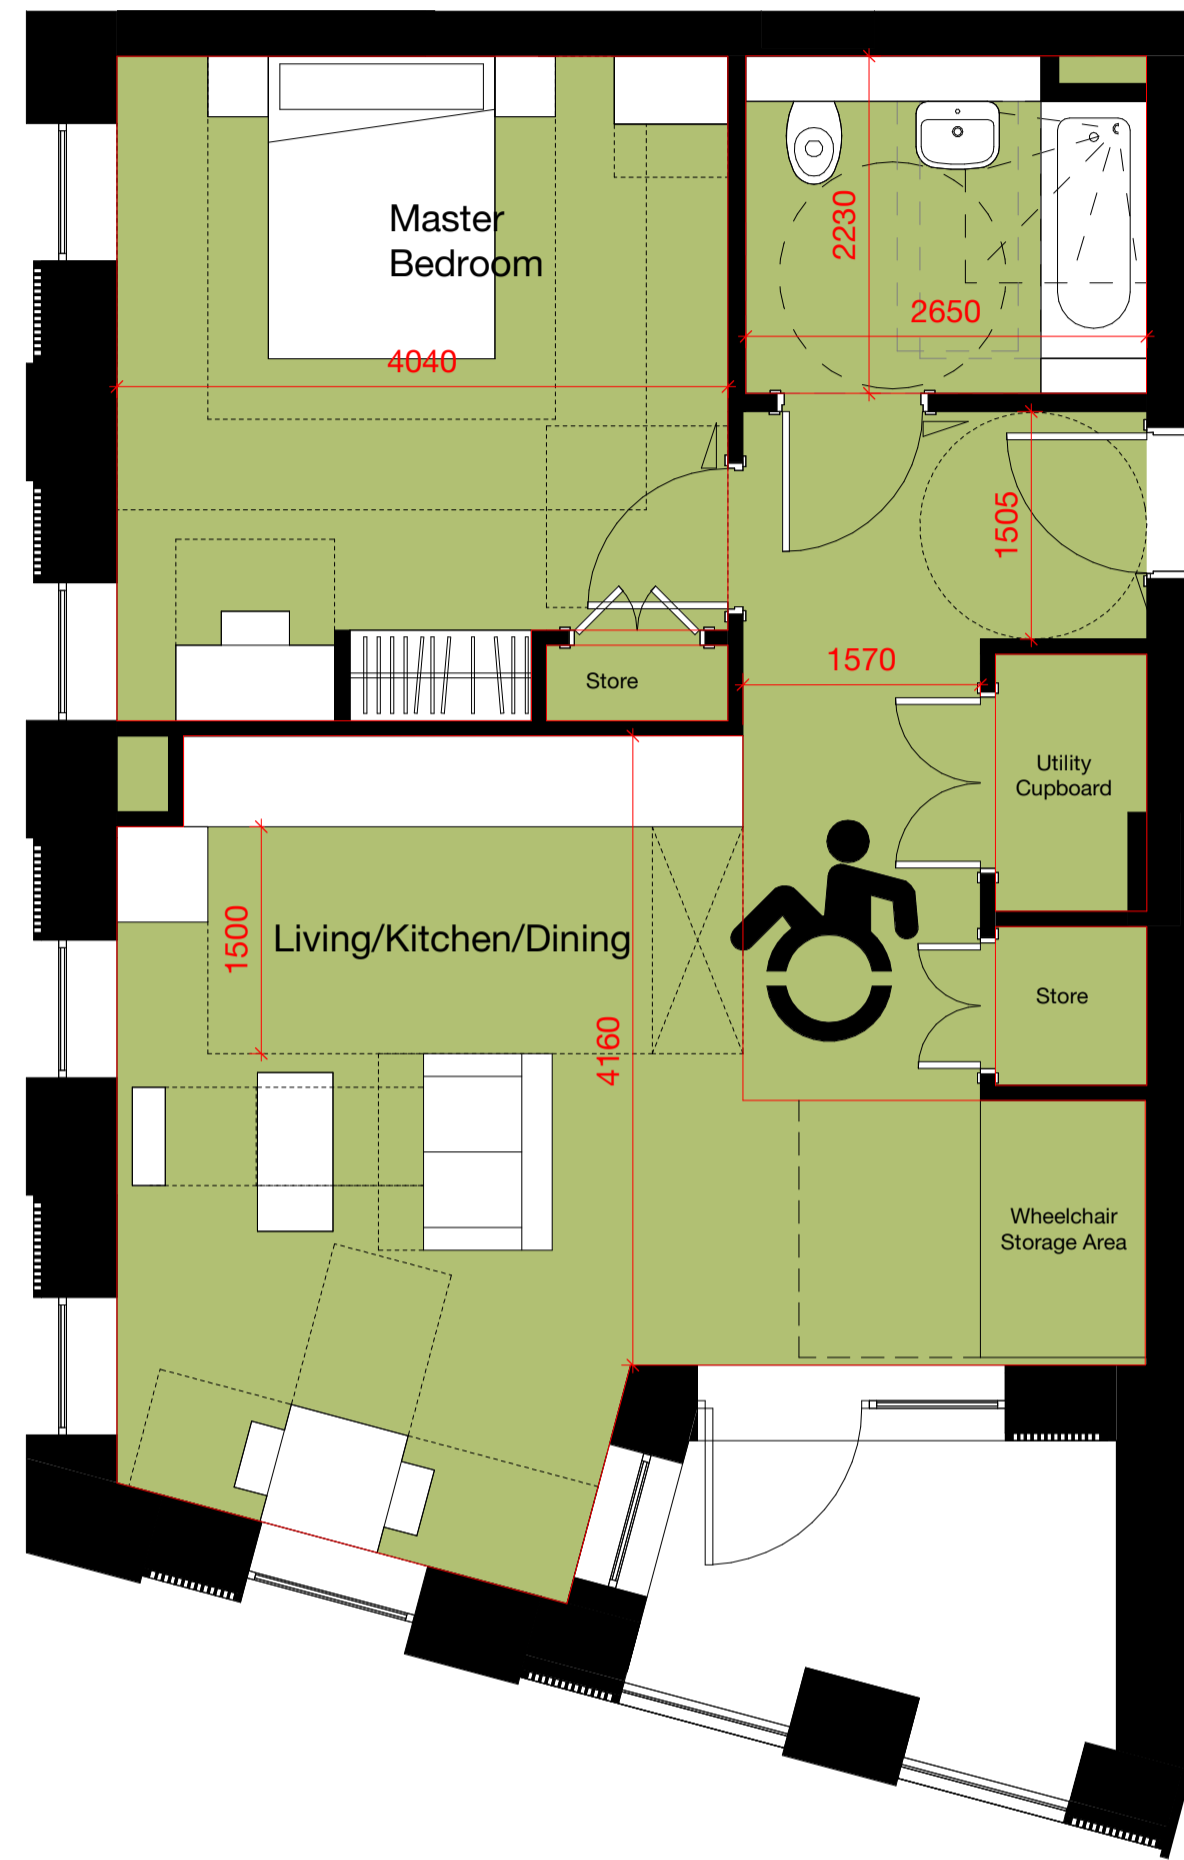 Master
Bedroom
4040
2230
2650
1505
Store
1570
Utility
Cupboard
1500
Living/Kitchen/Dining
4160
Store
Wheelchair
Storage Area